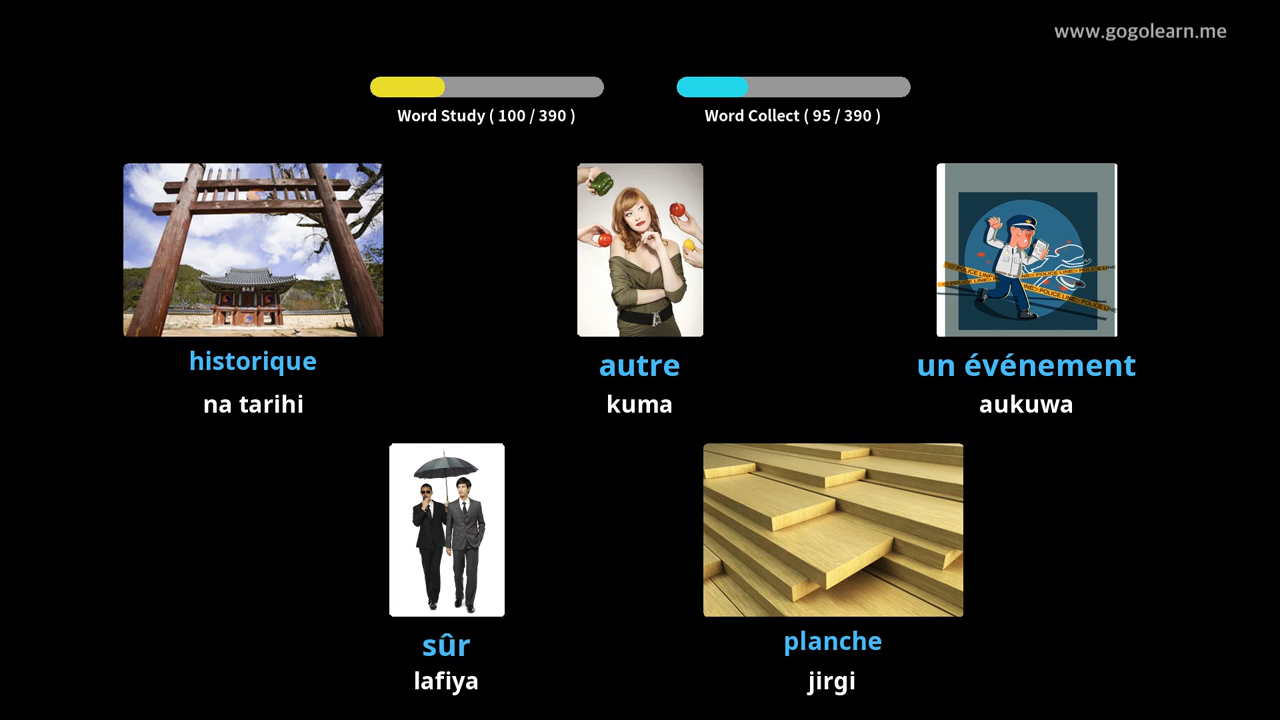 www.gogolearn.me
Word Study ( 100 / 390 )
Word Collect ( 95 / 390 )
historique
na tarihi
autre
kuma
un événement
aukuwa
sûr
lafiya
planche
jirgi